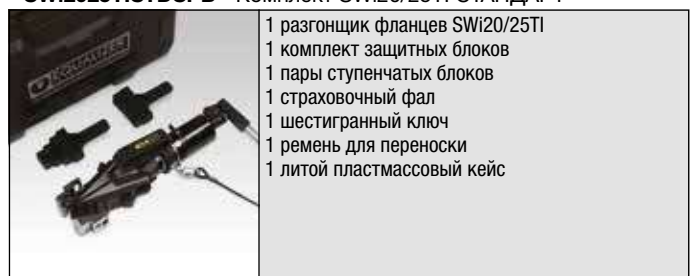 1 разгонщик фланцев SWi20/25TI
1 комплект защитных блоков
1 пары ступенчатых блоков
1 страховочный фал
1 шестигранный ключ
1 ремень для переноски
1 литой пластмассовый кейс
EQUALIZER